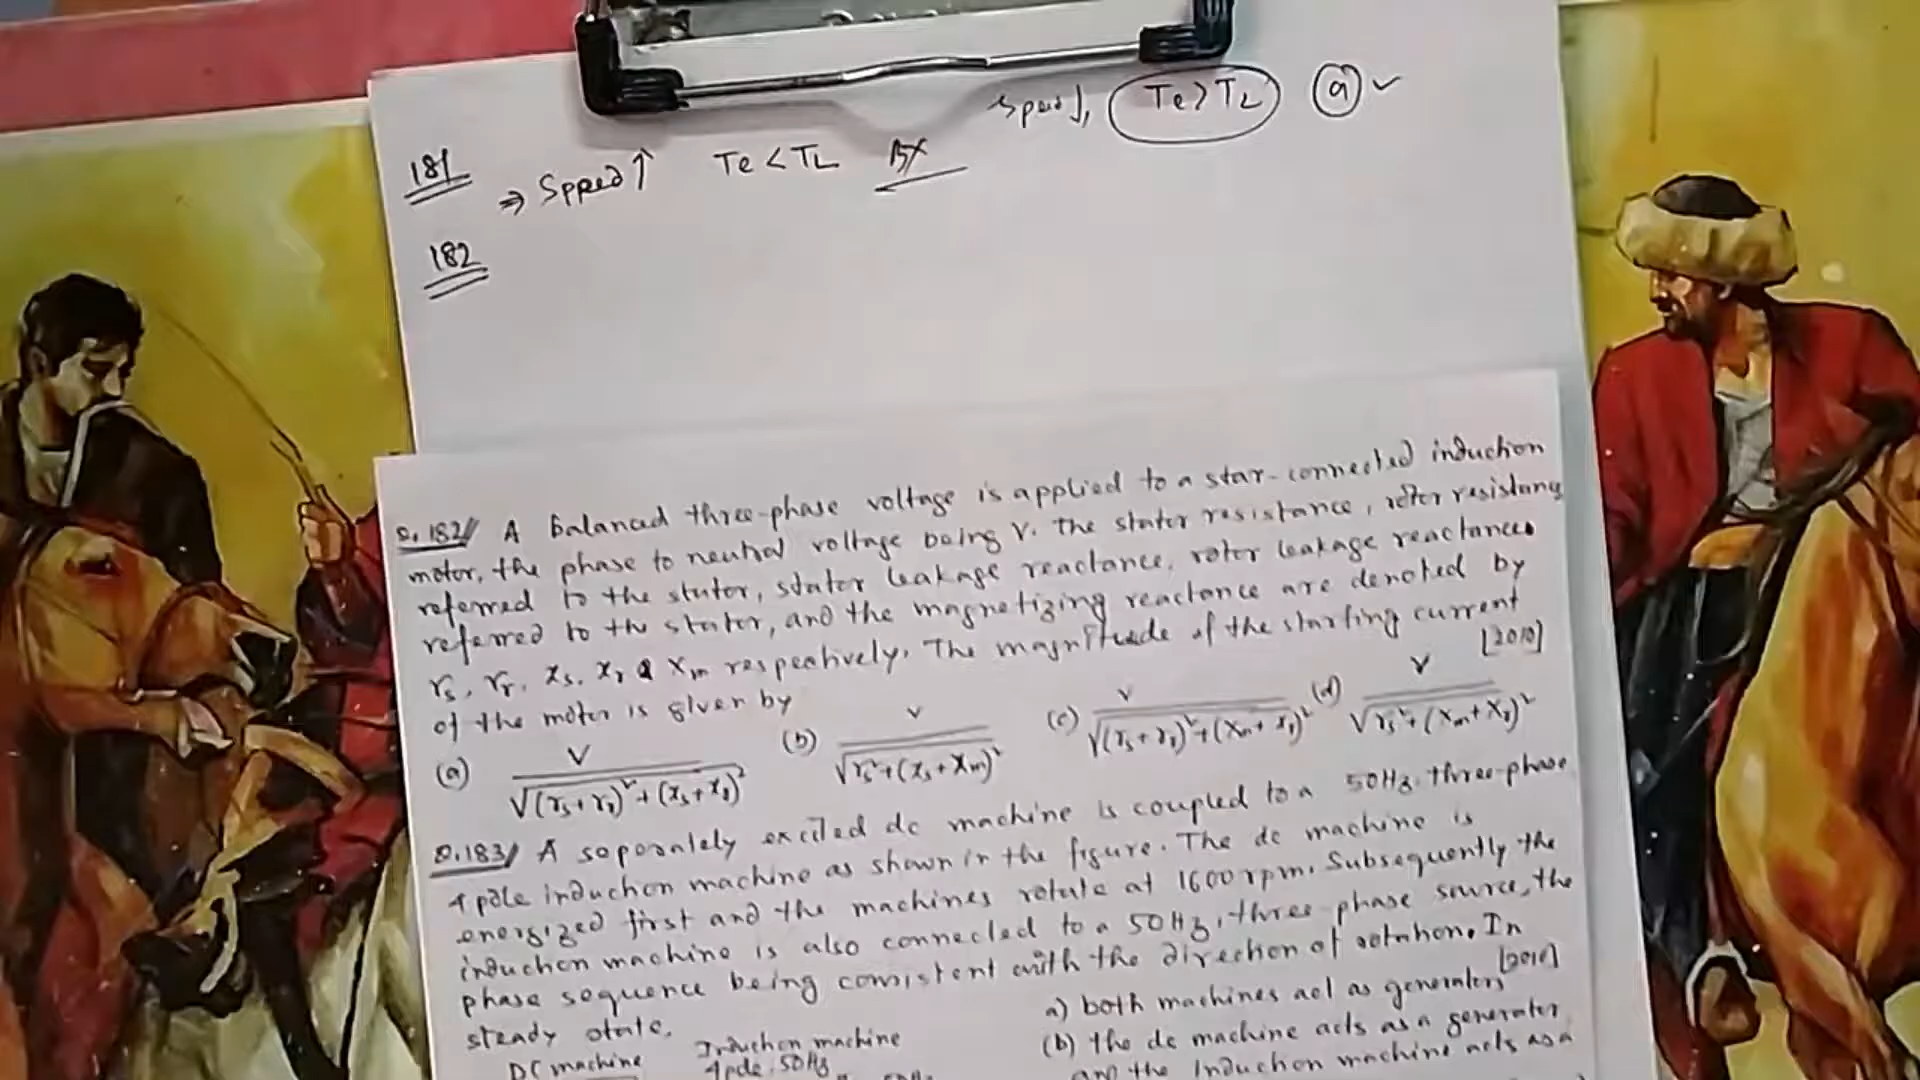 Speed↓, Te > TL (a) ✓
181
⇒ Speed↑ Te < TL
182
Q.182// A Balanced three-phase voltage is applied to a star-connected induction
motor, the phase to neutral voltage being V. The stator resistance, rotor resistance
referred to the stator, stator leakage reactance, rotor leakage reactance
referred to the stator, and the magnetizing reactance are denoted by
rs, rr, xs, xr & Xm respectively. The magnitude of the starting current
of the motor is given by [2010]
(a) V/√(rs+rr)²+(xs+xr)² (b) V/√rs²+(xs+Xm)² (c) V/√(rs+rr)²+(Xm+xr)² (d) V/√rs²+(Xm+Xr)²
Q.183/ A seperately excited dc machine is coupled to a 50Hz, three-phase
4 pole induction machine as shown in the figure. The dc machine is
energized first and the machines rotate at 1600 rpm. Subsequently the
induction machine is also connected to a 50Hz, three-phase source, the
phase sequence being consistent with the direction of rotation. In
steady state, [2010]
a) both machines act as generators
(b) the dc machine acts as a generator
and the Induction machine acts as a
DC machine Induction machine
4 pole, 50Hz